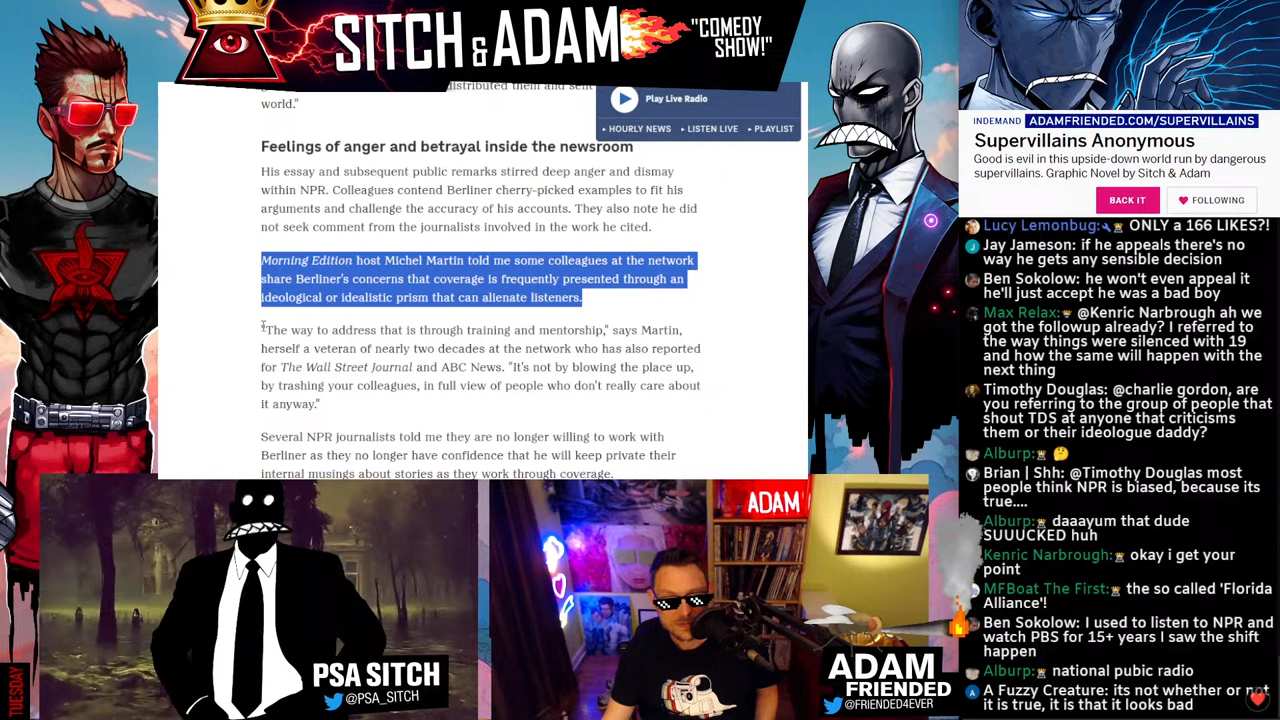 SITCH & ADAM
"COMEDY
SHOW!"
distributed them and sent
world."
Play Live Radio
HOURLY NEWS
LISTEN LIVE
PLAYLIST
Feelings of anger and betrayal inside the newsroom
His essay and subsequent public remarks stirred deep anger and dismay
within NPR. Colleagues contend Berliner cherry-picked examples to fit his
arguments and challenge the accuracy of his accounts. They also note he did
not seek comment from the journalists involved in the work he cited.
Morning Edition host Michel Martin told me some colleagues at the network
share Berliner's concerns that coverage is frequently presented through an
ideological or idealistic prism that can alienate listeners.
"The way to address that is through training and mentorship," says Martin,
herself a veteran of nearly two decades at the network who has also reported
for The Wall Street Journal and ABC News. "It's not by blowing the place up,
by trashing your colleagues, in full view of people who don't really care about
it anyway."
Several NPR journalists told me they are no longer willing to work with
Berliner as they no longer have confidence that he will keep private their
internal musings about stories as they work through coverage.
INDEMAND ADAMFRIENDED.COM/SUPERVILLAINS
Supervillains Anonymous
Good is evil in this upside-down world run by dangerous
supervillains. Graphic Novel by Sitch & Adam
BACK IT
FOLLOWING
Lucy Lemonbug: ONLY a 166 LIKES?!
Jay Jameson: if he appeals there's no
way he gets any sensible decision
Ben Sokolow: he won't even appeal it
he'll just accept he was a bad boy
Max Relax: @Kenric Narbrough ah we
got the followup already? I referred to
the way things were silenced with 19
and how the same will happen with the
next thing
Timothy Douglas: @charlie gordon, are
you referring to the group of people that
shout TDS at anyone that criticisms
them or their ideologue daddy?
Alburp: 🤔
Brian | Shh: @Timothy Douglas most
people think NPR is biased, because its
true....
Alburp: daaayum that dude
SUUUCKED huh
Kenric Narbrough: okay i get your
point
MFBoat The First: the so called 'Florida
Alliance'!
Ben Sokolow: I used to listen to NPR and
watch PBS for 15+ years I saw the shift
happen
Alburp: national pubic radio
A Fuzzy Creature: its not whether or not
it is true, it is that it looks bad
TUESDAY
PSA SITCH
@PSA_SITCH
ADAM
ADAM
FRIENDED
@FRIENDED4EVER